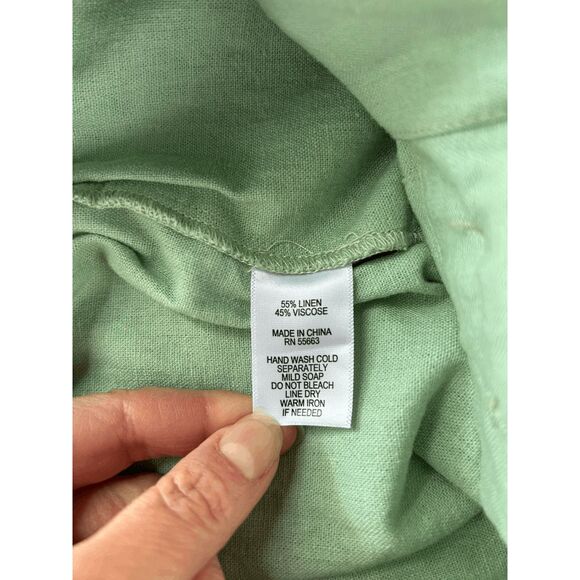 55% LINEN
45% VISCOSE
MADE IN CHINA
RN 55663
HAND WASH COLD
SEPARATELY
MILD SOAP
DO NOT BLEACH
LINE DRY
WARM IRON
IF NEEDED